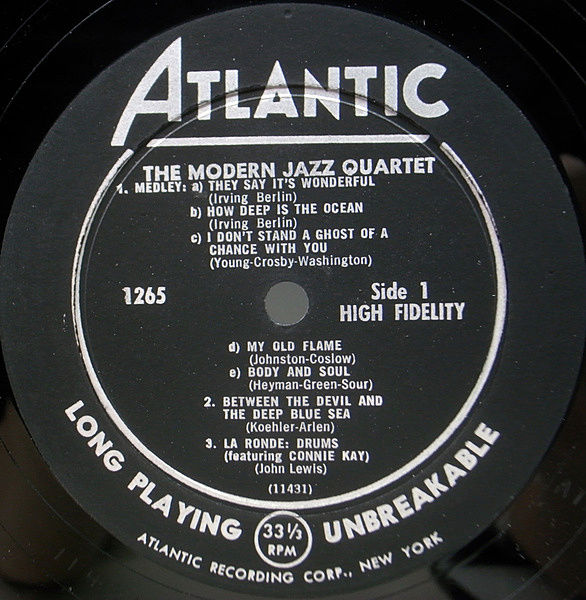 ATLANTIC
THE MODERN JAZZ QUARTET
1. MEDLEY: a) THEY SAY IT'S WONDERFUL
(Irving Berlin)
b) HOW DEEP IS THE OCEAN
(Irving Berlin)
c) I DON'T STAND A GHOST OF A
CHANCE WITH YOU
(Young-Crosby-Washington)
1265
Side 1
HIGH FIDELITY
d) MY OLD FLAME
(Johnston-Coslow)
e) BODY AND SOUL
(Heyman-Green-Sour)
2. BETWEEN THE DEVIL AND
THE DEEP BLUE SEA
(Koehler-Arlen)
3. LA RONDE: DRUMS
(featuring CONNIE KAY)
(John Lewis)
(11431)
LONG PLAYING 33⅓ RPM UNBREAKABLE
ATLANTIC RECORDING CORP., NEW YORK